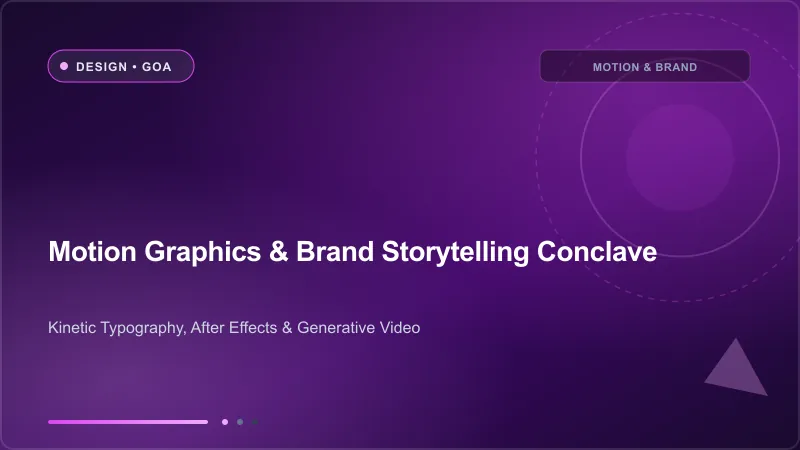 DESIGN • GOA
MOTION & BRAND
Motion Graphics & Brand Storytelling Conclave
Kinetic Typography, After Effects & Generative Video